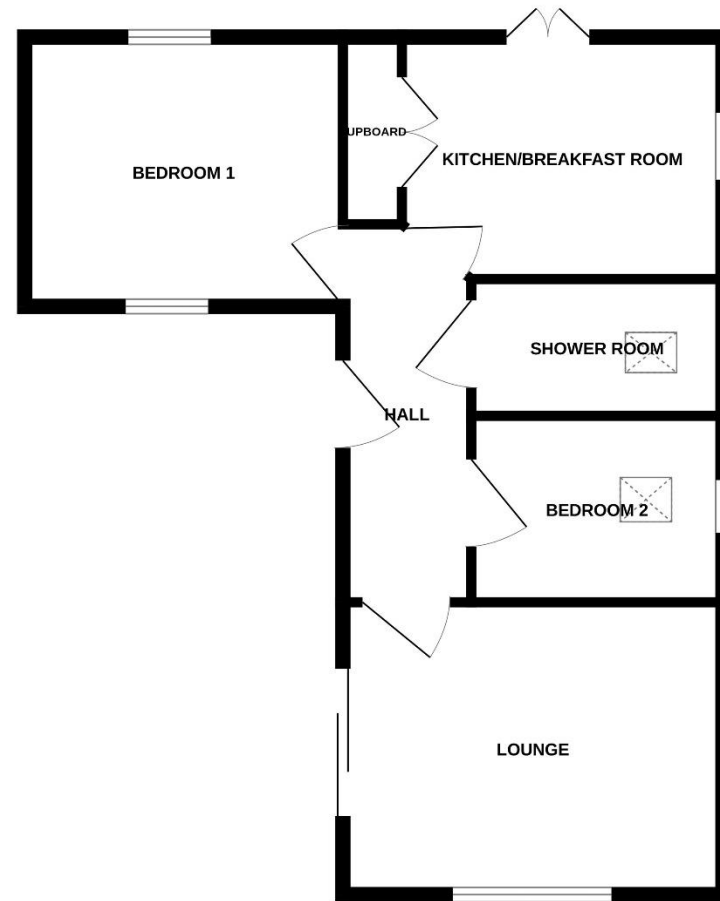 UPBOARD
KITCHEN/BREAKFAST ROOM
BEDROOM 1
SHOWER ROOM
HALL
BEDROOM 2
LOUNGE